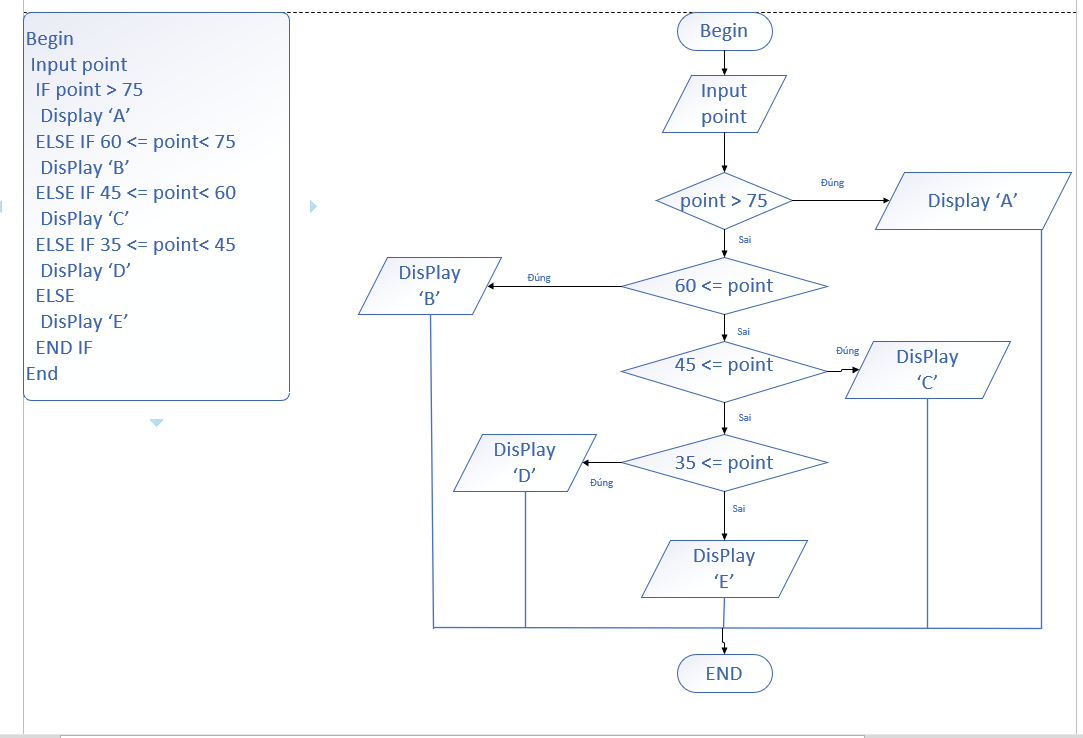 Begin
Input point
IF point > 75
Display ‘A’
ELSE IF 60 <= point< 75
DisPlay ‘B’
ELSE IF 45 <= point< 60
DisPlay ‘C’
ELSE IF 35 <= point< 45
DisPlay ‘D’
ELSE
DisPlay ‘E’
END IF
End
Begin
Input
point
point > 75
Đúng
Display ‘A’
Sai
60 <= point
Đúng
DisPlay
‘B’
Sai
45 <= point
Đúng
DisPlay
‘C’
Sai
35 <= point
Đúng
DisPlay
‘D’
Sai
DisPlay
‘E’
END